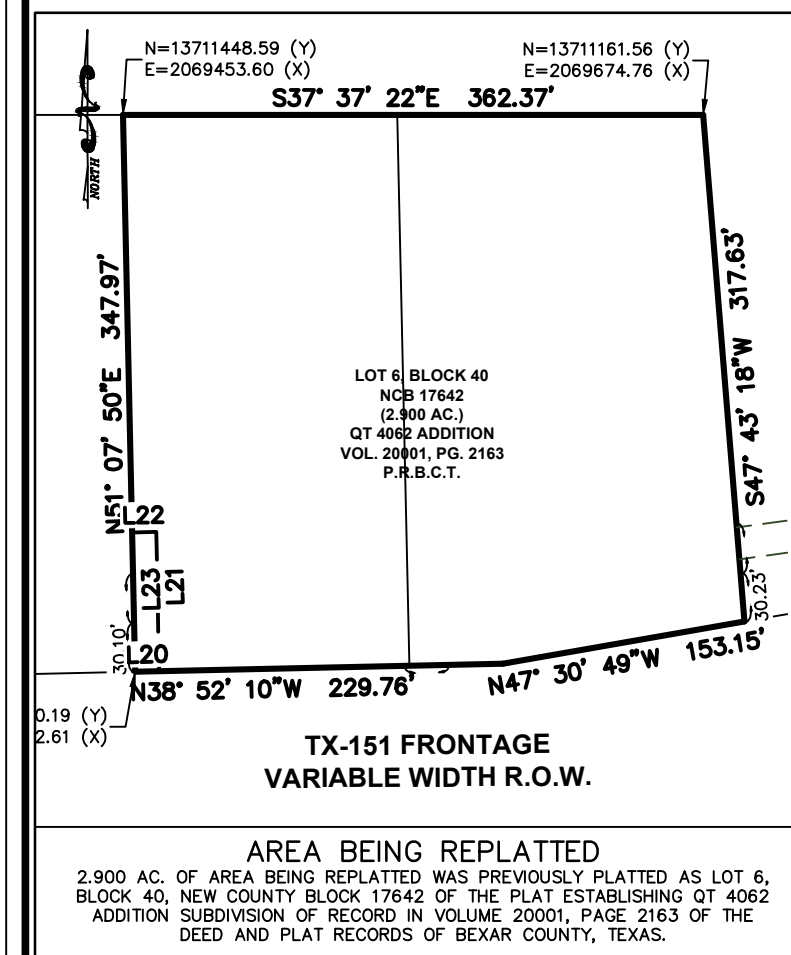 N=13711448.59 (Y)
E=2069453.60 (X)
N=13711161.56 (Y)
E=2069674.76 (X)
S37° 37' 22"E 362.37'
NORTH
N51° 07' 50"E 347.97'
S47° 43' 18"W 317.63'
LOT 6, BLOCK 40
NCB 17642
(2.900 AC.)
QT 4062 ADDITION
VOL. 20001, PG. 2163
P.R.B.C.T.
L22
L23
L21
L20
30.10'
30.23'
N38° 52' 10"W 229.76'
N47° 30' 49"W 153.15'
0.19 (Y)
2.61 (X)
TX-151 FRONTAGE
VARIABLE WIDTH R.O.W.
AREA BEING REPLATTED
2.900 AC. OF AREA BEING REPLATTED WAS PREVIOUSLY PLATTED AS LOT 6,
BLOCK 40, NEW COUNTY BLOCK 17642 OF THE PLAT ESTABLISHING QT 4062
ADDITION SUBDIVISION OF RECORD IN VOLUME 20001, PAGE 2163 OF THE
DEED AND PLAT RECORDS OF BEXAR COUNTY, TEXAS.